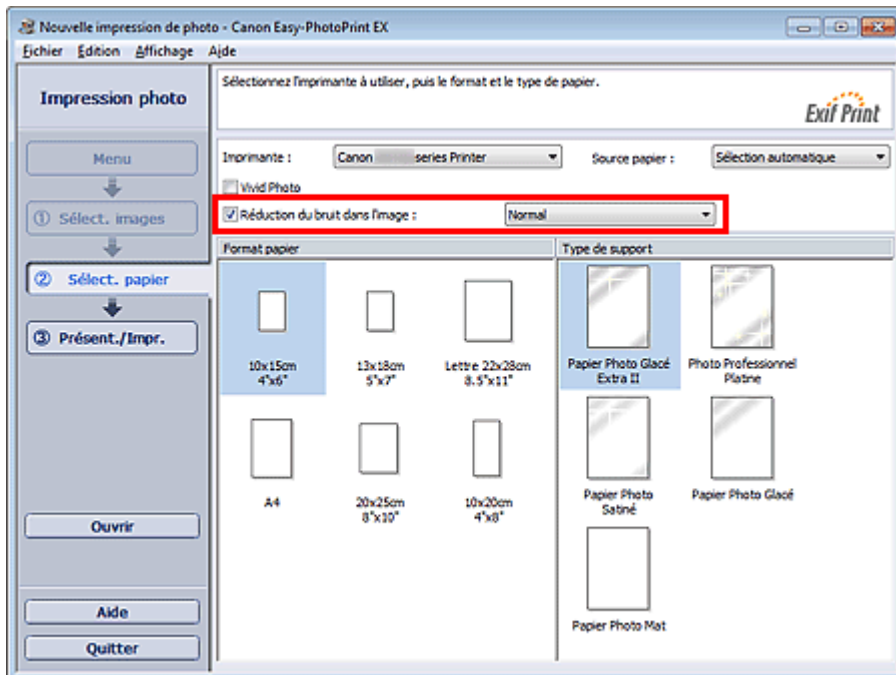 Nouvelle impression de photo - Canon Easy-PhotoPrint EX
Fichier Édition Affichage Aide
Impression photo
Sélectionnez l'imprimante à utiliser, puis le format et le type de papier.
Exif Print
Menu
① Sélect. images
② Sélect. papier
③ Présent./Impr.
Ouvrir
Aide
Quitter
Imprimante : Canon series Printer Source papier : Sélection automatique
Vivid Photo
Réduction du bruit dans l'image : Normal
Format papier
10x15cm
4"x6"
13x18cm
5"x7"
Lettre 22x28cm
8.5"x11"
A4
20x25cm
8"x10"
10x20cm
4"x8"
Type de support
Papier Photo Glacé
Extra II
Photo Professionnel
Platine
Papier Photo
Satiné
Papier Photo Glacé
Papier Photo Mat